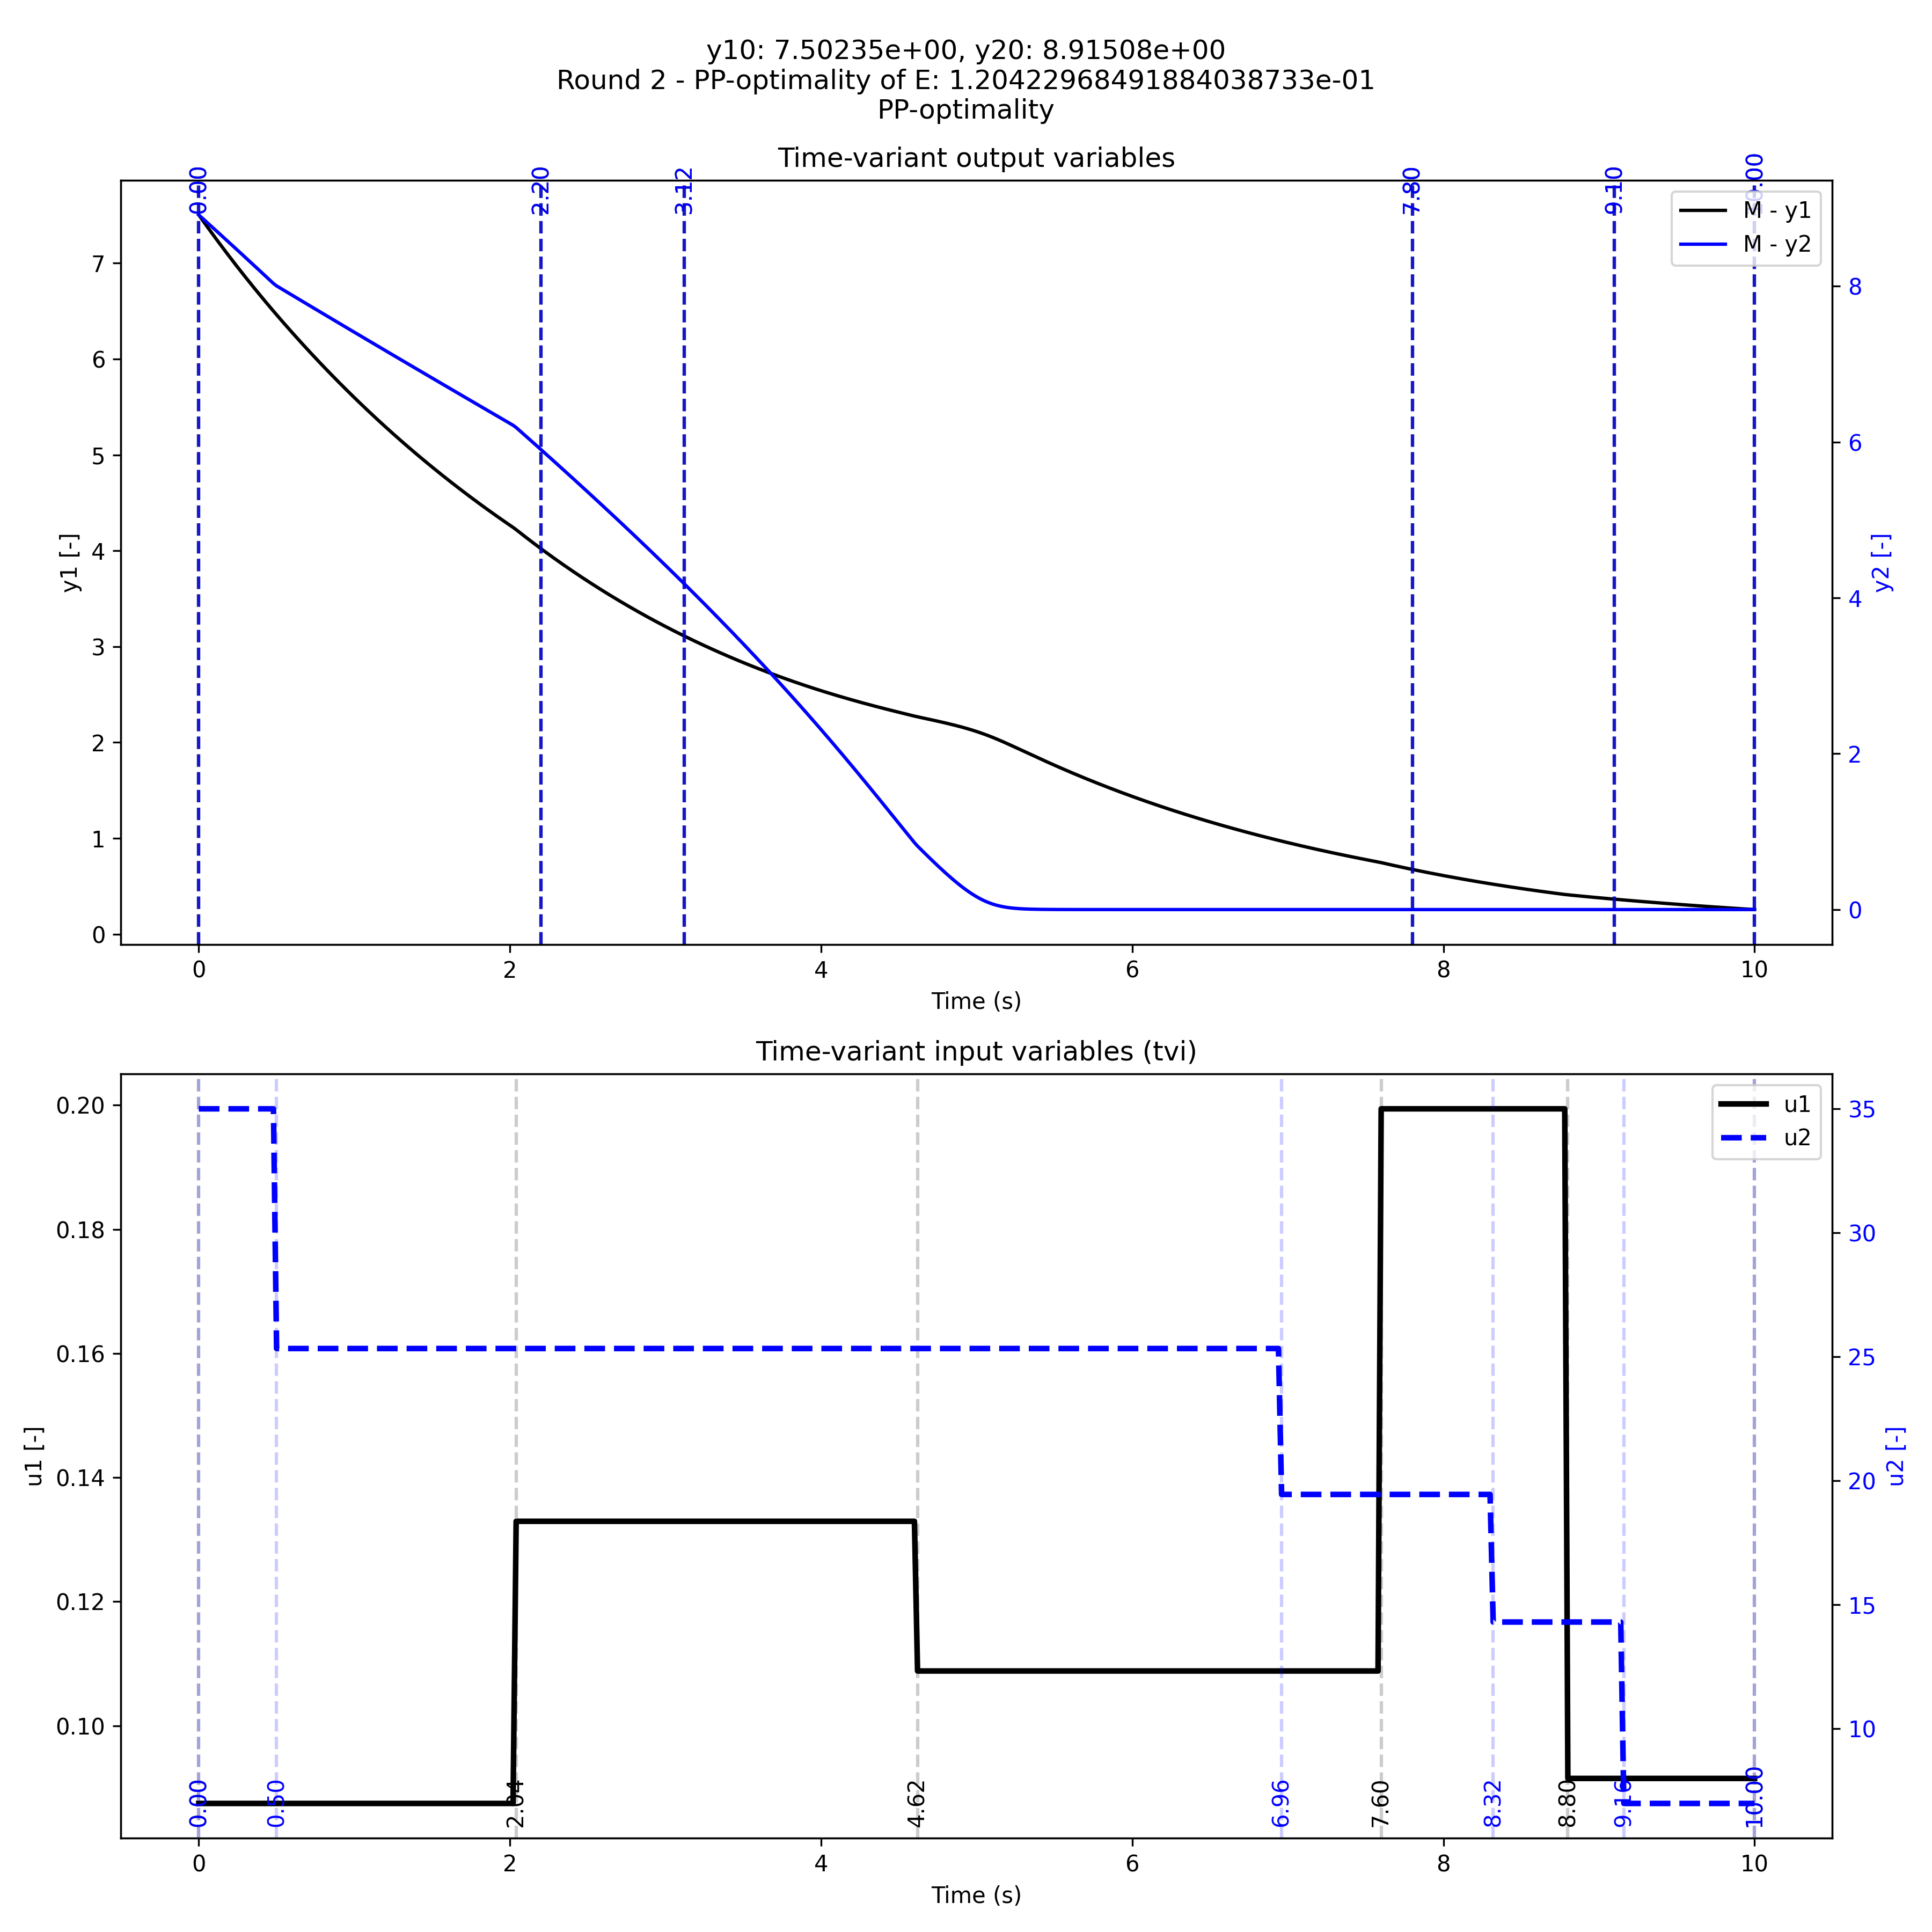 y10: 7.50235e+00, y20: 8.91508e+00
Round 2 - PP-optimality of E: 1.20422968491884038733e-01
PP-optimality
Time-variant output variables
0.00
2.20
3.12
7.80
9.10
M - y1
M - y2
7
6
5
4
3
2
1
0
y1 [-]
8
6
4
2
0
y2 [-]
0 2 4 6 8 10
Time (s)
Time-variant input variables (tvi)
u1
u2
0.20
0.18
0.16
0.14
0.12
0.10
u1 [-]
35
30
25
20
15
10
u2 [-]
0.00
0.50
2.04
4.62
6.96
7.60
8.32
8.80
9.16
10.00
0 2 4 6 8 10
Time (s)